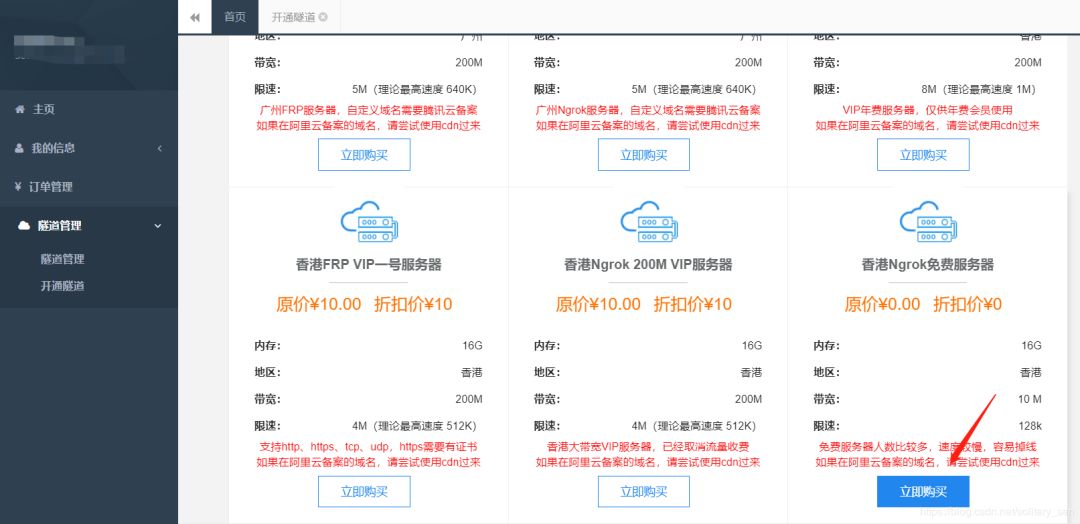 首页
开通隧道
主页
我的信息
¥ 订单管理
隧道管理
隧道管理
开通隧道
地区： 广州
带宽： 200M
限速： 5M（理论最高速度 640K）
广州FRP服务器，自定义域名需要腾讯云备案
如果在阿里云备案的域名，请尝试使用cdn过来
立即购买
地区： 广州
带宽： 200M
限速： 5M（理论最高速度 640K）
广州Ngrok服务器，自定义域名需要腾讯云备案
如果在阿里云备案的域名，请尝试使用cdn过来
立即购买
地区： 香港
带宽： 200M
限速： 8M（理论最高速度 1M）
VIP年费服务器，仅供年费会员使用
如果在阿里云备案的域名，请尝试使用cdn过来
立即购买
香港FRP VIP一号服务器
原价¥10.00 折扣价¥10
内存： 16G
地区： 香港
带宽： 200M
限速： 4M（理论最高速度 512K）
支持http、https、tcp、udp，https需要有证书
如果在阿里云备案的域名，请尝试使用cdn过来
立即购买
香港Ngrok 200M VIP服务器
原价¥10.00 折扣价¥10
内存： 16G
地区： 香港
带宽： 200M
限速： 4M（理论最高速度 512K）
香港大带宽VIP服务器，已经取消流量收费
如果在阿里云备案的域名，请尝试使用cdn过来
立即购买
香港Ngrok免费服务器
原价¥0.00 折扣价¥0
内存： 16G
地区： 香港
带宽： 10 M
限速： 128k
免费服务器人数比较多，速度较慢，容易掉线
如果在阿里云备案的域名，请尝试使用cdn过来
立即购买